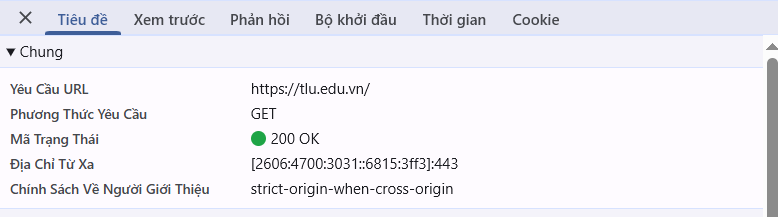 Tiêu đề Xem trước Phản hồi Bộ khởi đầu Thời gian Cookie
Chung
Yêu Cầu URL https://tlu.edu.vn/
Phương Thức Yêu Cầu GET
Mã Trạng Thái 200 OK
Địa Chỉ Từ Xa [2606:4700:3031::6815:3ff3]:443
Chính Sách Về Người Giới Thiệu strict-origin-when-cross-origin